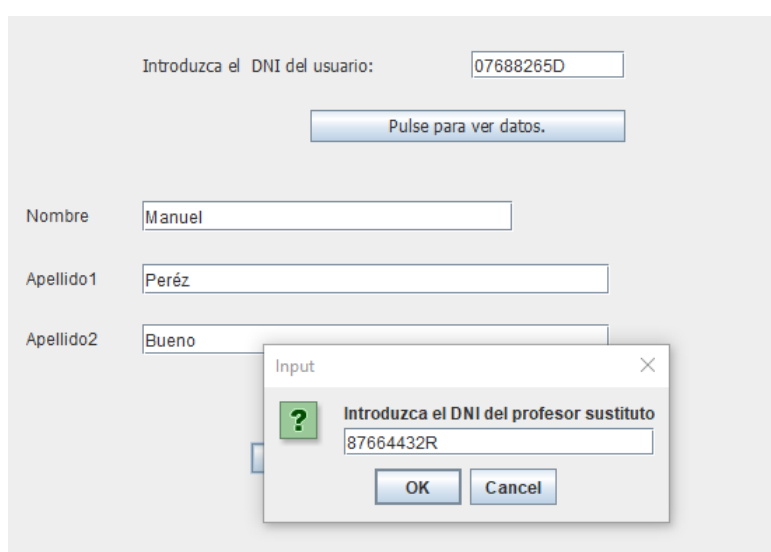 Introduzca el DNI del usuario: 07688265D
Pulse para ver datos.
Nombre Manuel
Apellido1 Peréz
Apellido2 Bueno
Input
? Introduzca el DNI del profesor sustituto
87664432R
OK Cancel